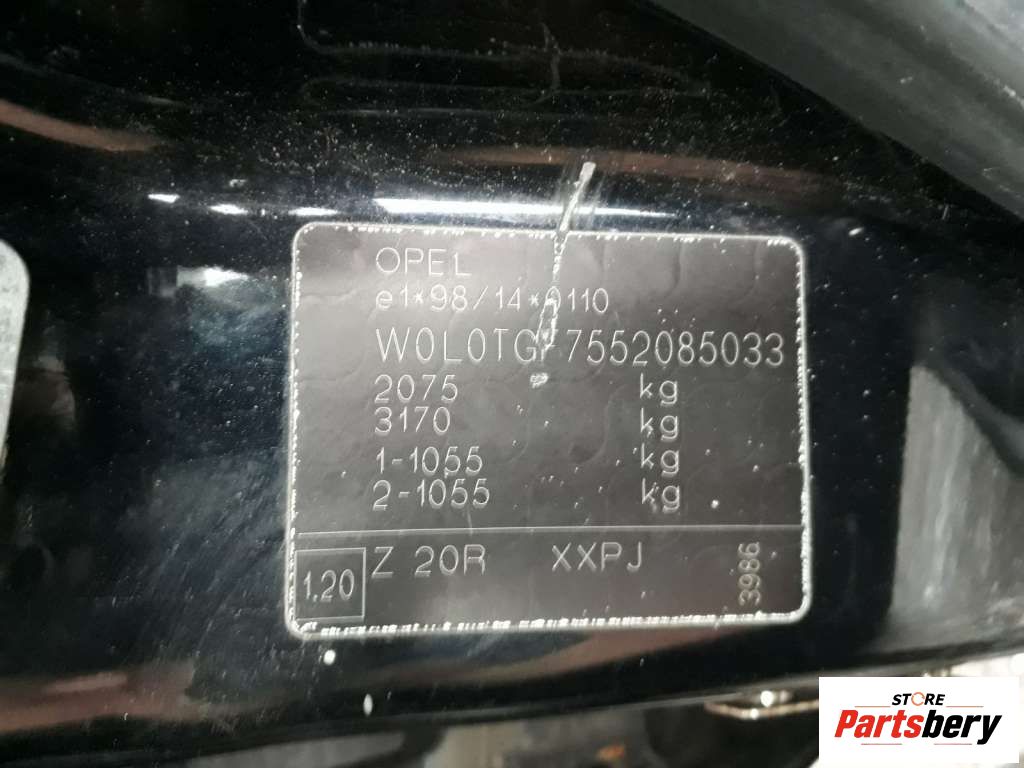 OPEL
e1*98/14*0110
W0L0TGF7552085033
2075 kg
3170 kg
1-1055 kg
2-1055 kg
1.20 Z 20R XXPJ 3986
STORE
Partsbery